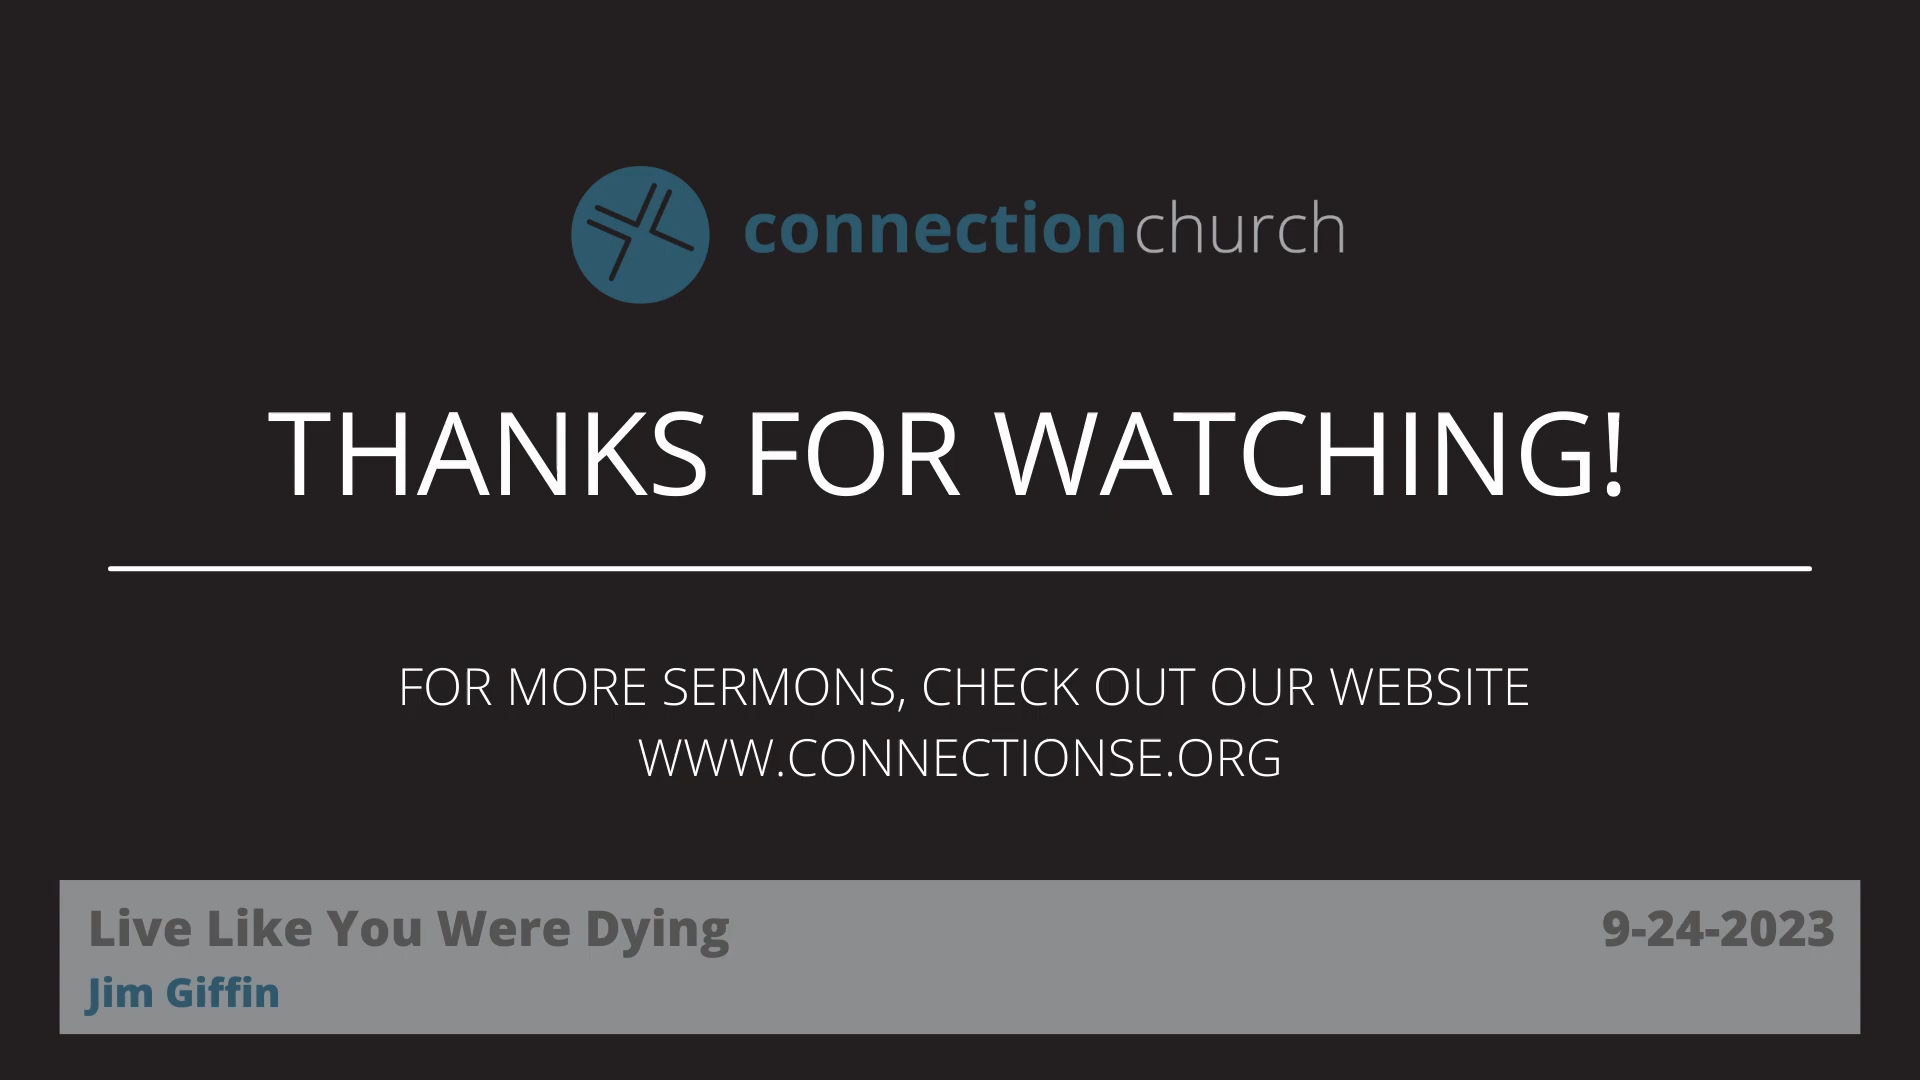 connectionchurch
THANKS FOR WATCHING!
FOR MORE SERMONS, CHECK OUT OUR WEBSITE
WWW.CONNECTIONSE.ORG
Live Like You Were Dying
9-24-2023
Jim Giffin